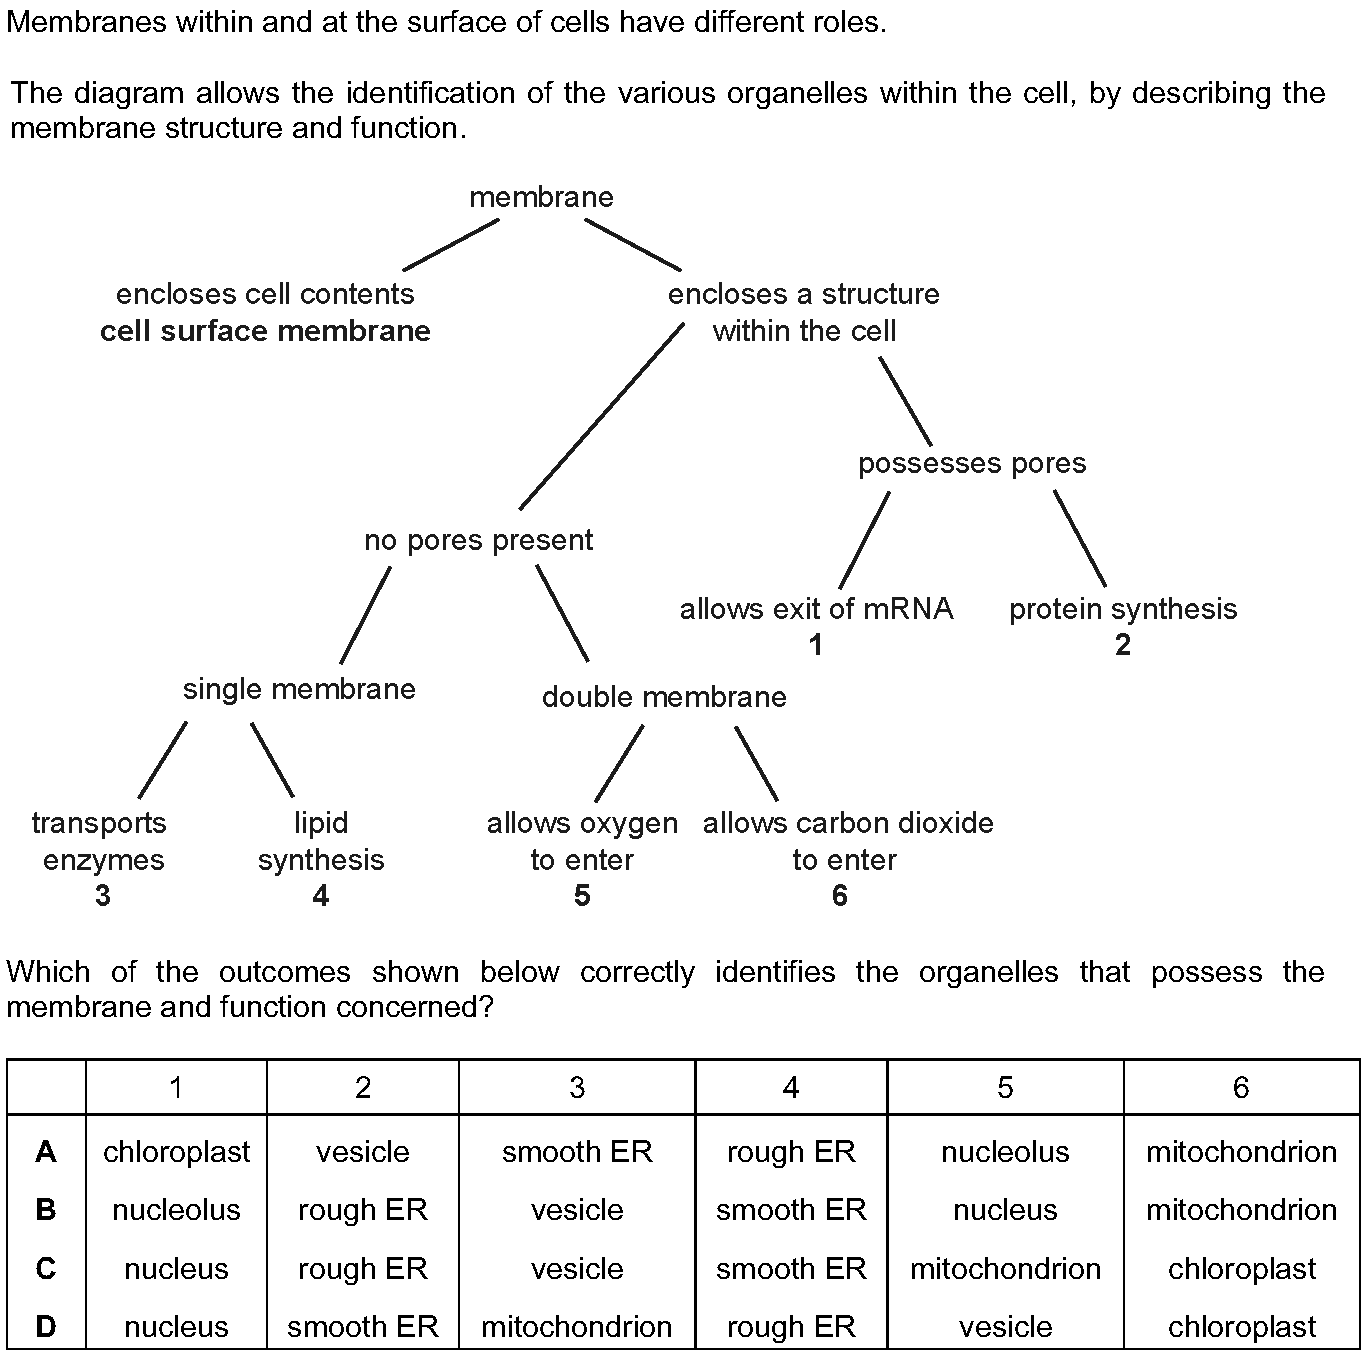 Membranes within and at the surface of cells have different roles.
The diagram allows the identification of the various organelles within the cell, by describing the
membrane structure and function.
membrane
encloses cell contents
cell surface membrane
encloses a structure
within the cell
possesses pores
no pores present
allows exit of mRNA
1
protein synthesis
2
single membrane
double membrane
transports
enzymes
3
lipid
synthesis
4
allows oxygen
to enter
5
allows carbon dioxide
to enter
6
Which of the outcomes shown below correctly identifies the organelles that possess the
membrane and function concerned?
1 2 3 4 5 6
A chloroplast vesicle smooth ER rough ER nucleolus mitochondrion
B nucleolus rough ER vesicle smooth ER nucleus mitochondrion
C nucleus rough ER vesicle smooth ER mitochondrion chloroplast
D nucleus smooth ER mitochondrion rough ER vesicle chloroplast